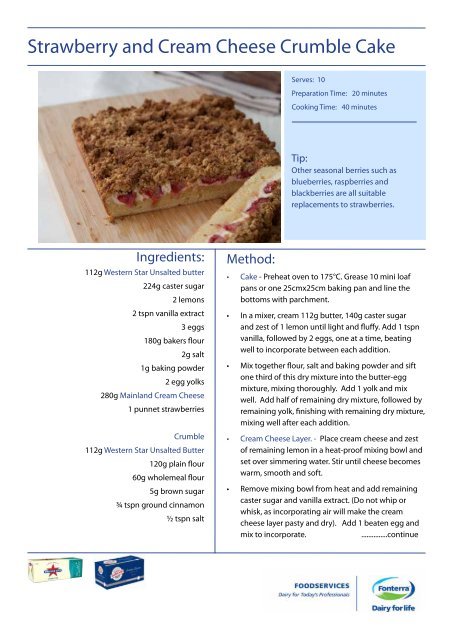 Strawberry and Cream Cheese Crumble Cake
Serves: 10
Preparation Time: 20 minutes
Cooking Time: 40 minutes
Tip:
Other seasonal berries such as
blueberries, raspberries and
blackberries are all suitable
replacements to strawberries.
Ingredients:
112g Western Star Unsalted butter
224g caster sugar
2 lemons
2 tspn vanilla extract
3 eggs
180g bakers flour
2g salt
1g baking powder
2 egg yolks
280g Mainland Cream Cheese
1 punnet strawberries
Crumble
112g Western Star Unsalted Butter
120g plain flour
60g wholemeal flour
5g brown sugar
¾ tspn ground cinnamon
½ tspn salt
Method:
• Cake - Preheat oven to 175°C. Grease 10 mini loaf
pans or one 25cmx25cm baking pan and line the
bottoms with parchment.
• In a mixer, cream 112g butter, 140g caster sugar
and zest of 1 lemon until light and fluffy. Add 1 tspn
vanilla, followed by 2 eggs, one at a time, beating
well to incorporate between each addition.
• Mix together flour, salt and baking powder and sift
one third of this dry mixture into the butter-egg
mixture, mixing thoroughly. Add 1 yolk and mix
well. Add half of remaining dry mixture, followed by
remaining yolk, finishing with remaining dry mixture,
mixing well after each addition.
• Cream Cheese Layer. - Place cream cheese and zest
of remaining lemon in a heat-proof mixing bowl and
set over simmering water. Stir until cheese becomes
warm, smooth and soft.
• Remove mixing bowl from heat and add remaining
caster sugar and vanilla extract. (Do not whip or
whisk, as incorporating air will make the cream
cheese layer pasty and dry). Add 1 beaten egg and
mix to incorporate. ...............continue
FOODSERVICES
Dairy for Today's Professionals
Fonterra
Dairy for life